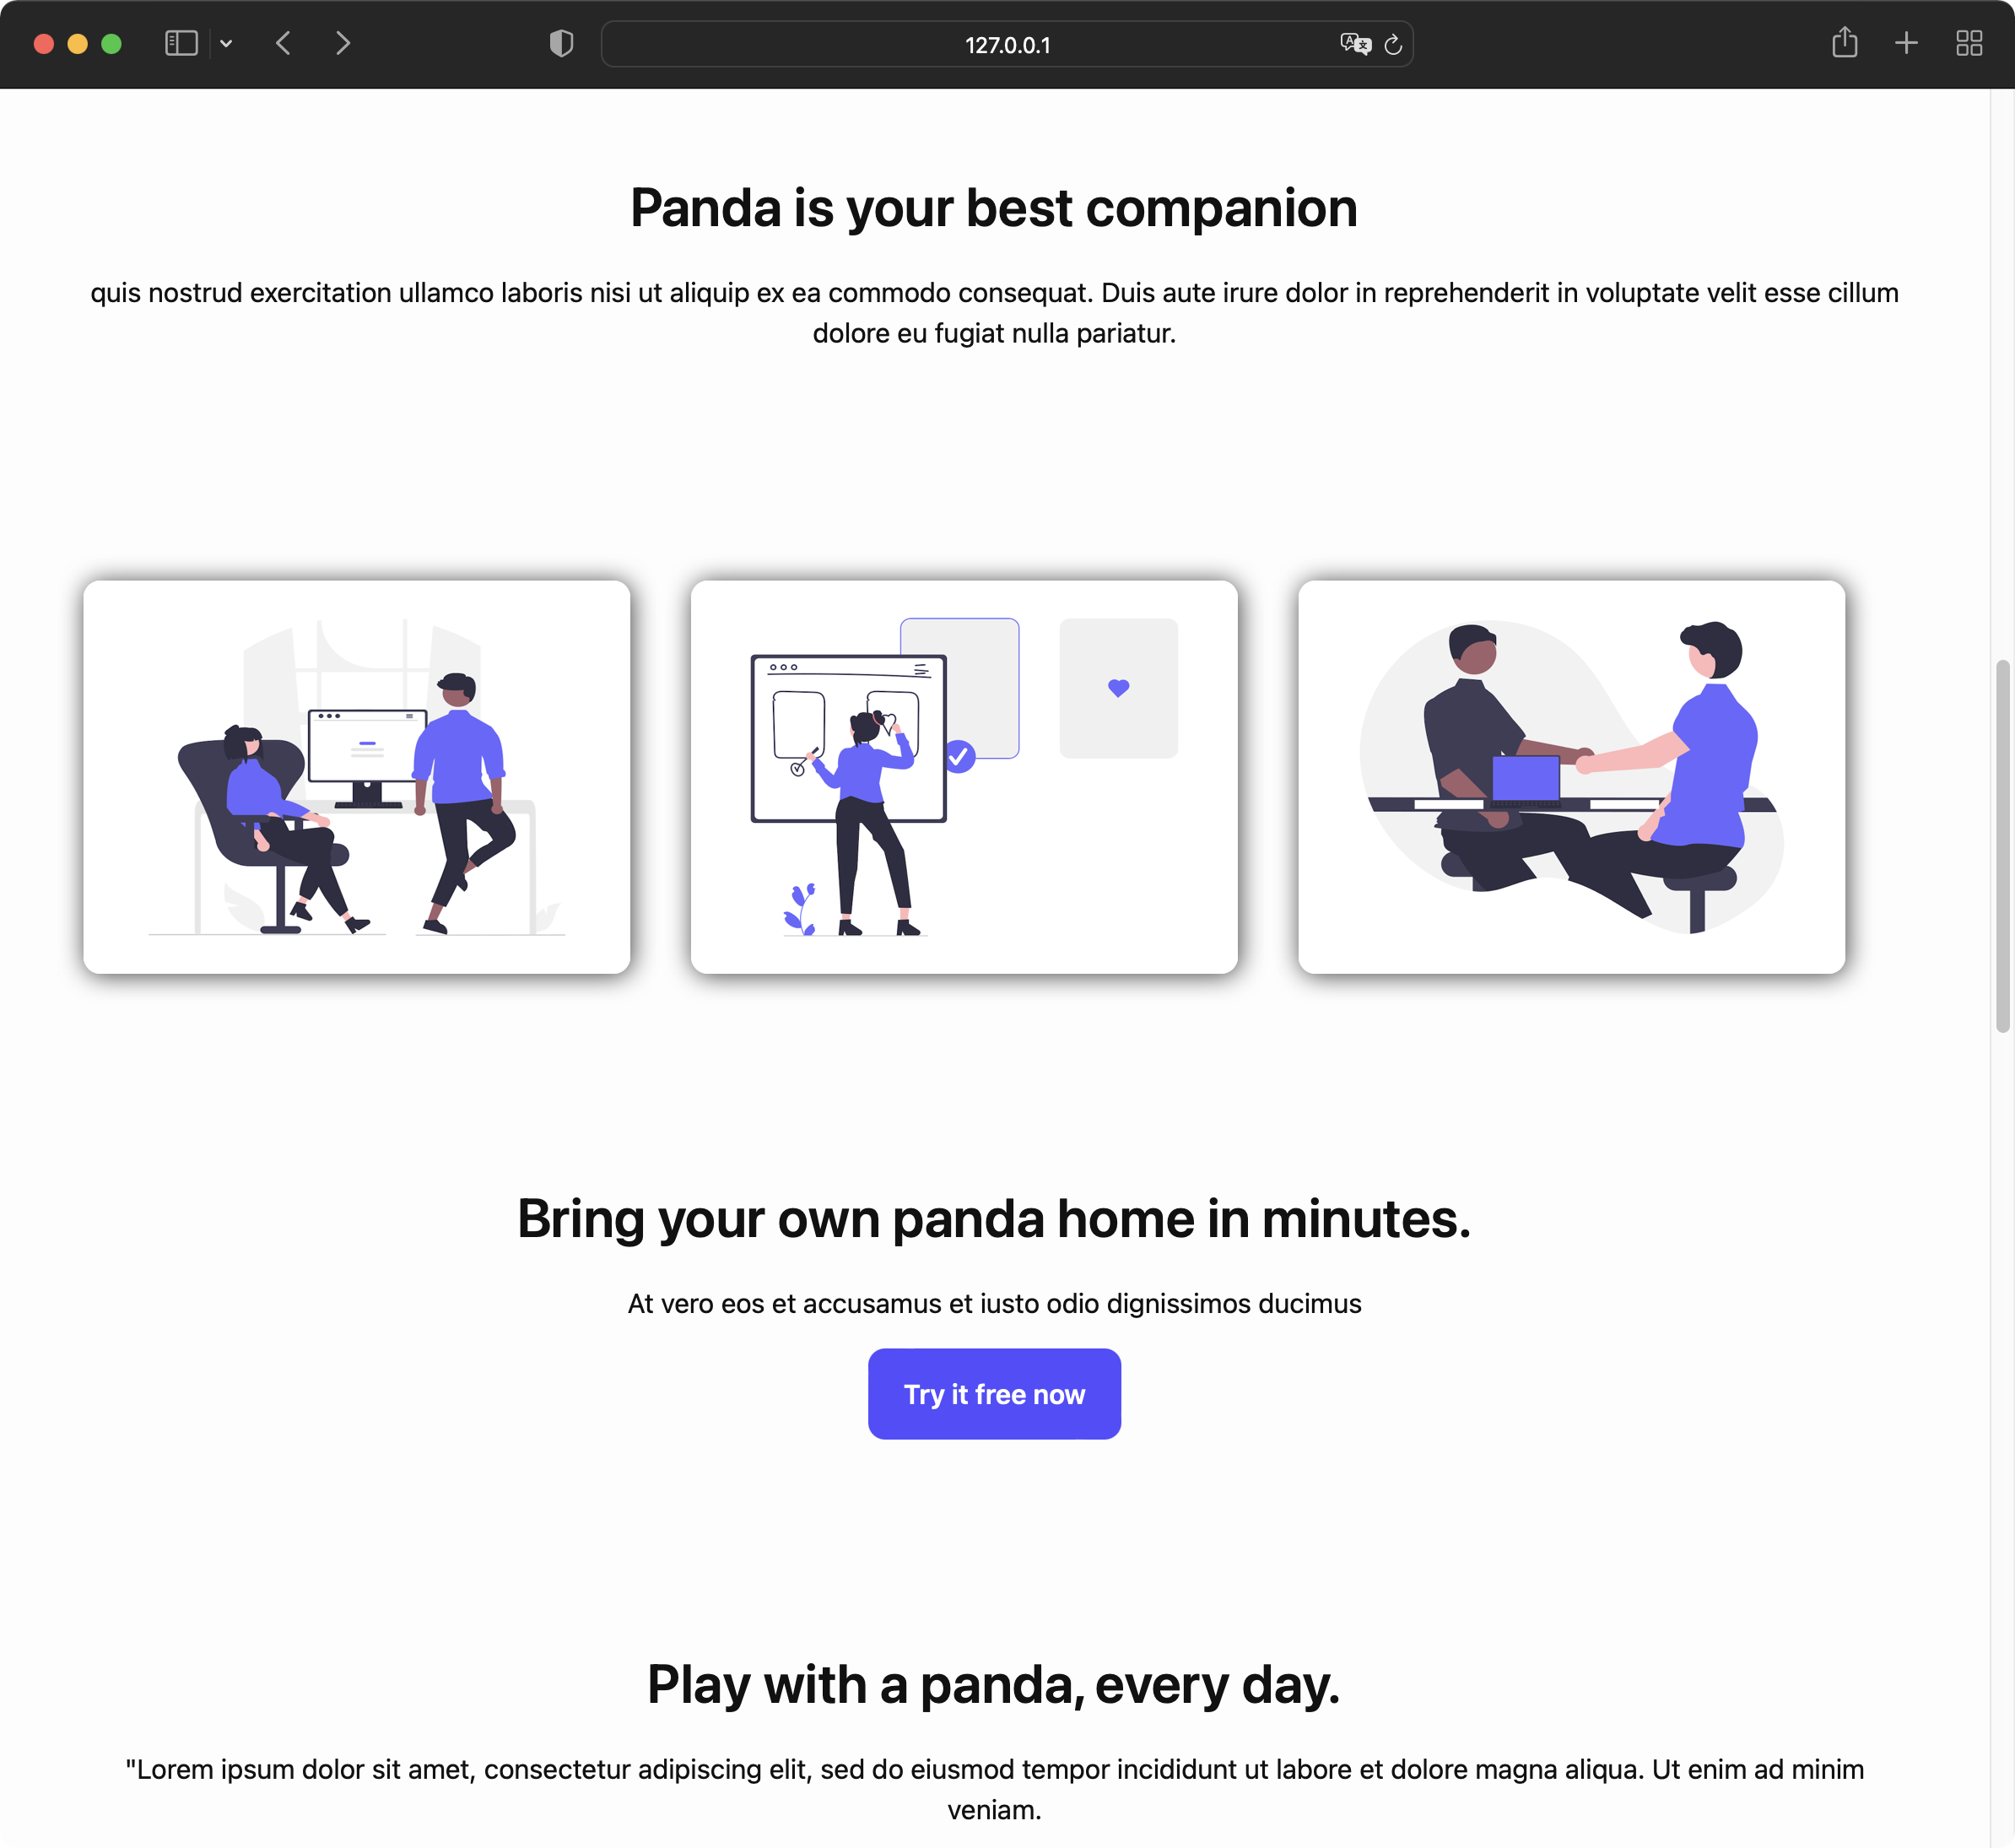 127.0.0.1
Panda is your best companion
quis nostrud exercitation ullamco laboris nisi ut aliquip ex ea commodo consequat. Duis aute irure dolor in reprehenderit in voluptate velit esse cillum
dolore eu fugiat nulla pariatur.
Bring your own panda home in minutes.
At vero eos et accusamus et iusto odio dignissimos ducimus
Try it free now
Play with a panda, every day.
"Lorem ipsum dolor sit amet, consectetur adipiscing elit, sed do eiusmod tempor incididunt ut labore et dolore magna aliqua. Ut enim ad minim
veniam.